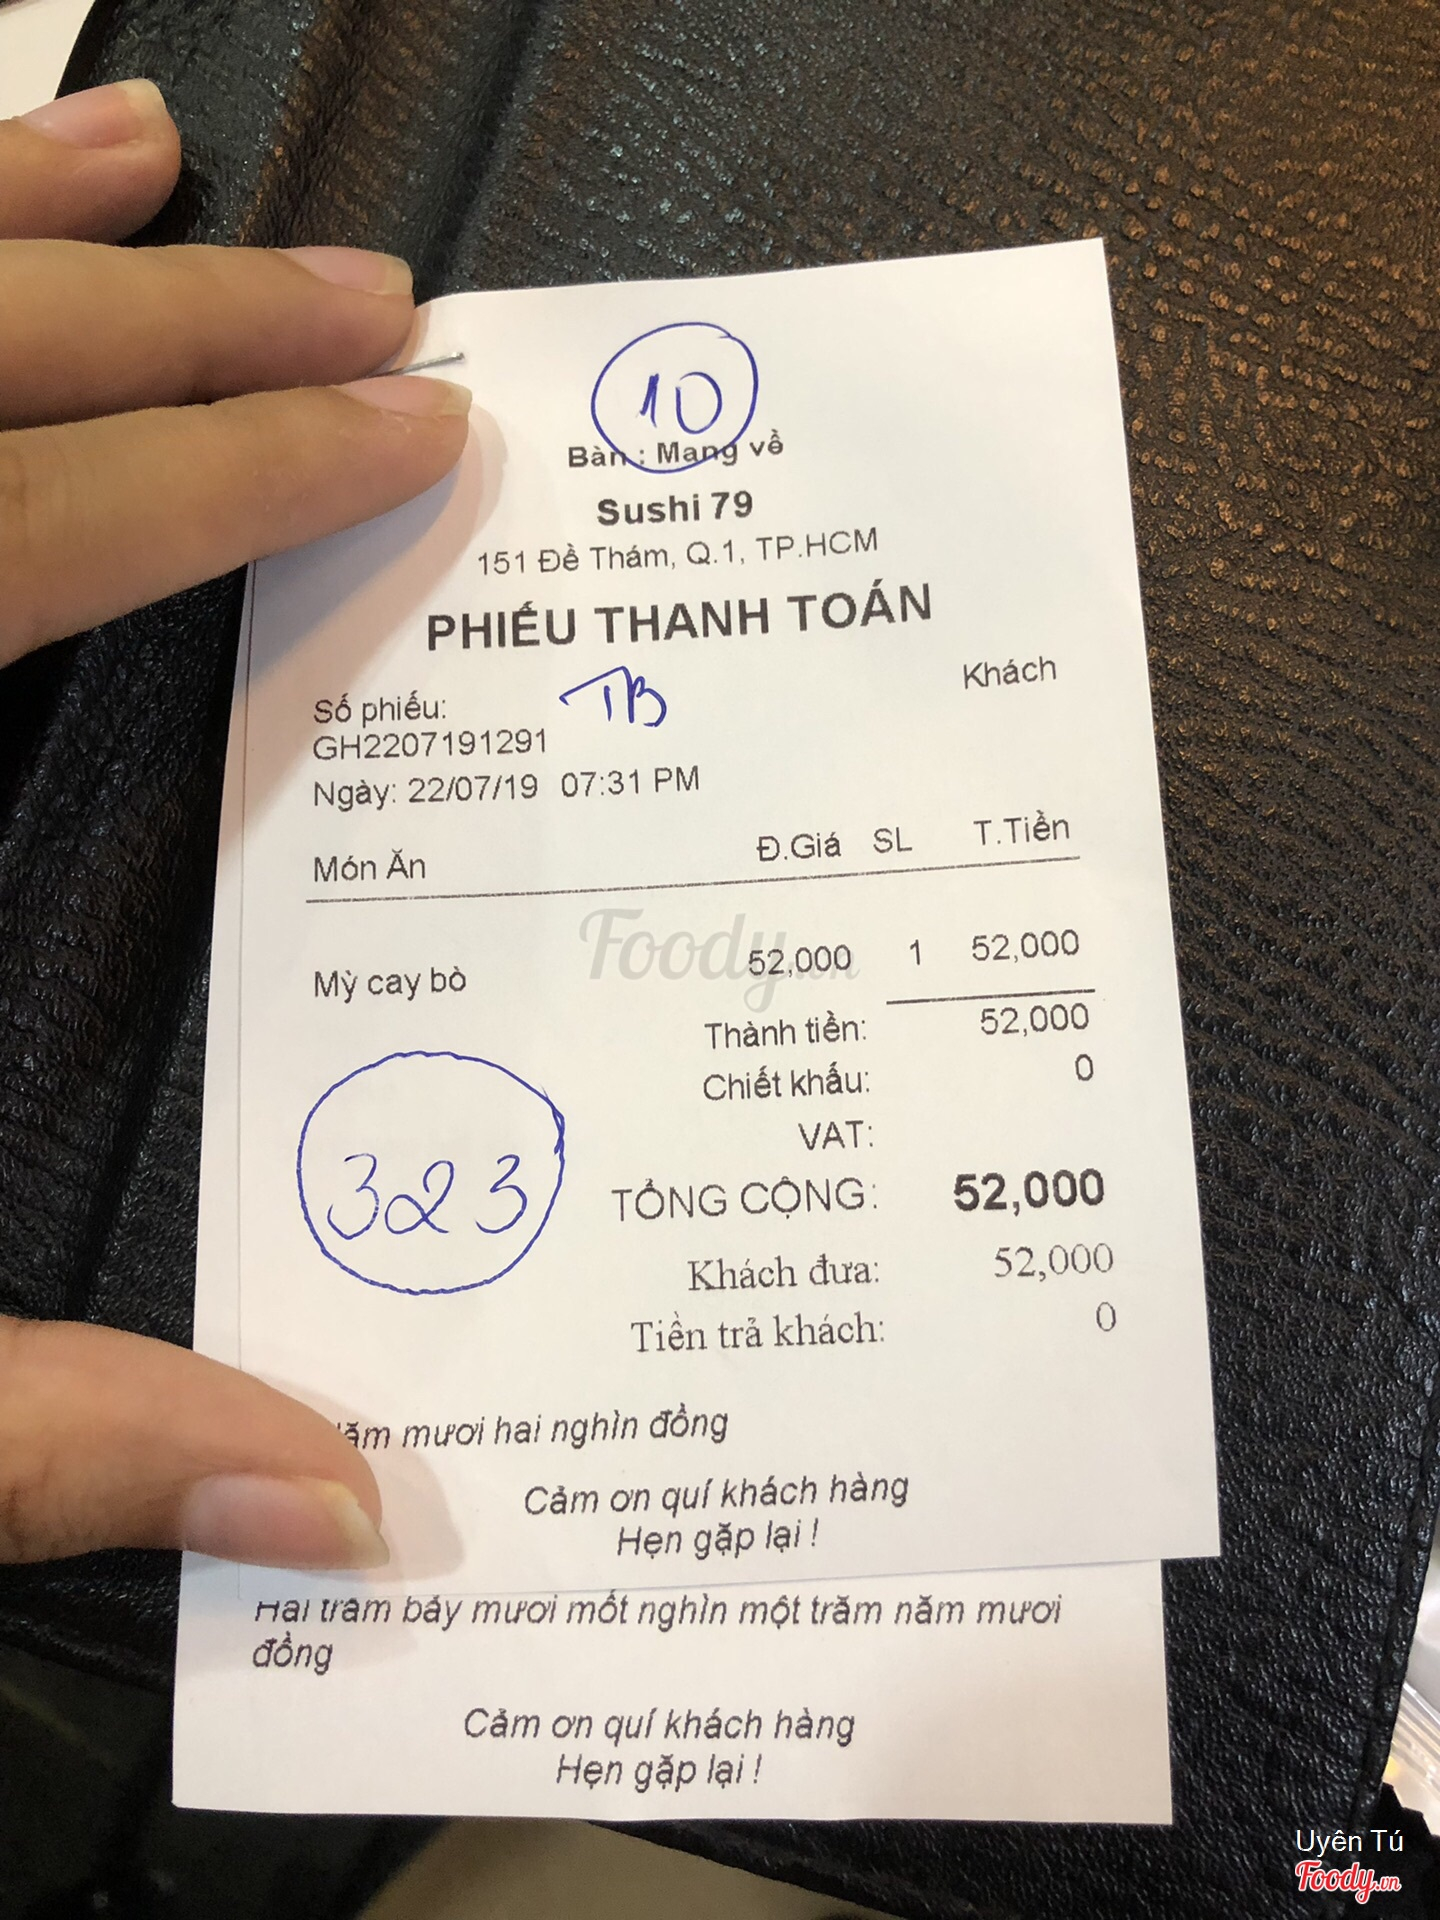 10
Bàn : Mang về
Sushi 79
151 Đề Thám, Q.1, TP.HCM
PHIẾU THANH TOÁN
TB
Khách
Số phiếu:
GH2207191291
Ngày: 22/07/19 07:31 PM
Món Ăn Đ.Giá SL T.Tiền
Foody.vn
Mỳ cay bò 52,000 1 52,000
Thành tiền: 52,000
Chiết khấu: 0
VAT:
323
TỔNG CỘNG: 52,000
Khách đưa: 52,000
Tiền trả khách: 0
mươi hai nghìn đồng
Cảm ơn quí khách hàng
Hẹn gặp lại !
Hai trăm bảy mươi mốt nghìn một trăm năm mươi
đồng
Cảm ơn quí khách hàng
Hẹn gặp lại !
Uyên Tú
Foody.vn